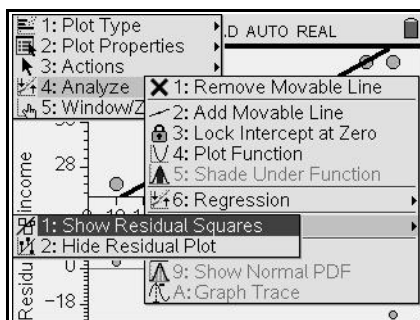 1: Plot Type
2: Plot Properties
3: Actions
4: Analyze
5: Window/Z
D AUTO REAL
1: Remove Movable Line
2: Add Movable Line
3: Lock Intercept at Zero
4: Plot Function
5: Shade Under Function
6: Regression
1: Show Residual Squares
2: Hide Residual Plot
9: Show Normal PDF
A: Graph Trace
28
income
0
-18
Residu